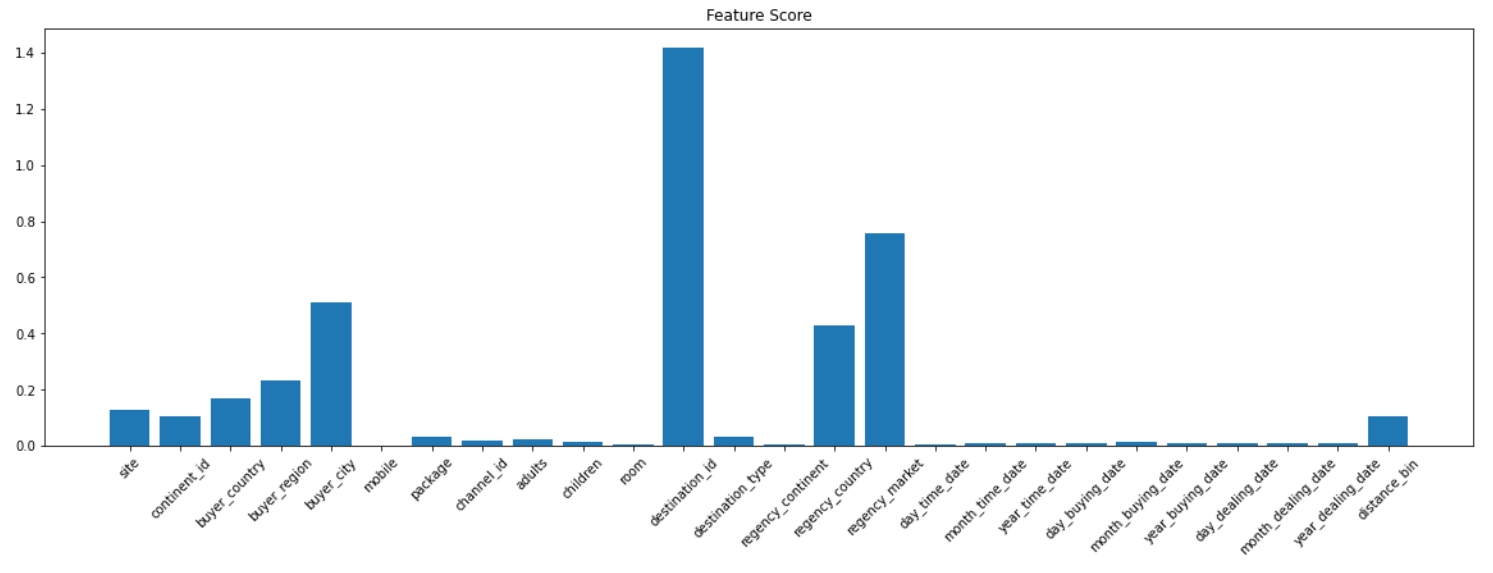 Feature Score
1.4
1.2
1.0
0.8
0.6
0.4
0.2
0.0
site
continent_id
buyer_country
buyer_region
buyer_city
mobile
package
channel_id
adults
children
room
destination_id
destination_type
regency_continent
regency_country
regency_market
day_time_date
month_time_date
year_time_date
day_buying_date
month_buying_date
year_buying_date
day_dealing_date
month_dealing_date
year_dealing_date
distance_bin